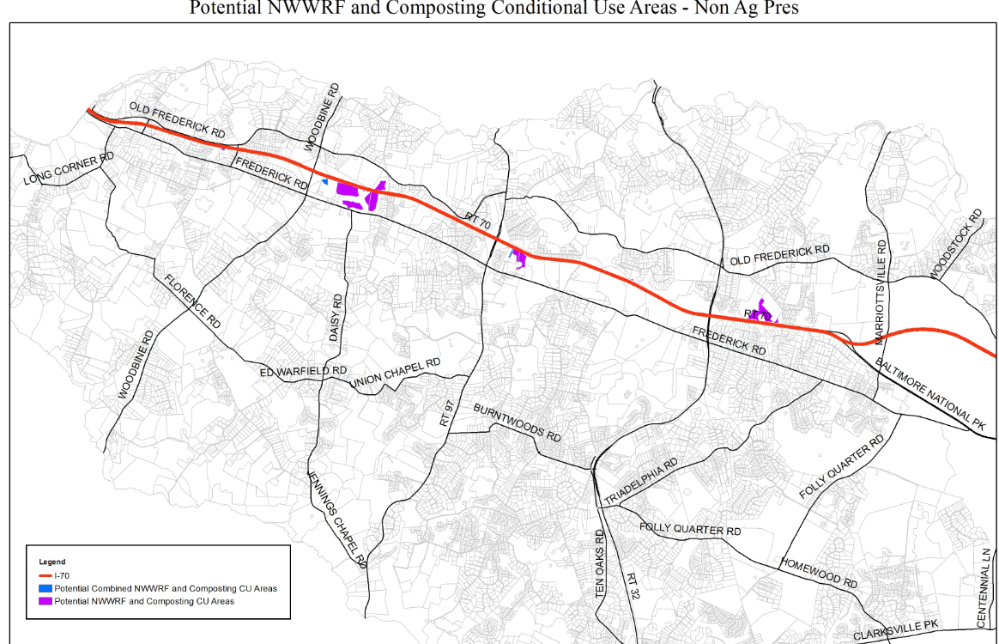 Potential NWWRF and Composting Conditional Use Areas - Non Ag Pres
OLD FREDERICK RD
WOODBINE RD
LONG CORNER RD
FREDERICK RD
RT 70
OLD FREDERICK RD
WOODSTOCK RD
MARRIOTTSVILLE RD
FLORENCE RD
DAISY RD
RT 70
FREDERICK RD
WOODBINE RD
ED WARFIELD RD
UNION CHAPEL RD
BALTIMORE NATIONAL PK
RT 97
BURNTWOODS RD
TRIADELPHIA RD
FOLLY QUARTER RD
JENNINGS CHAPEL RD
FOLLY QUARTER RD
TEN OAKS RD
RT 32
HOMEWOOD RD
CENTENNIAL LN
CLARKSVILLE PK
Legend
I-70
Potential Combined NWWRF and Composting CU Areas
Potential NWWRF and Composting CU Areas